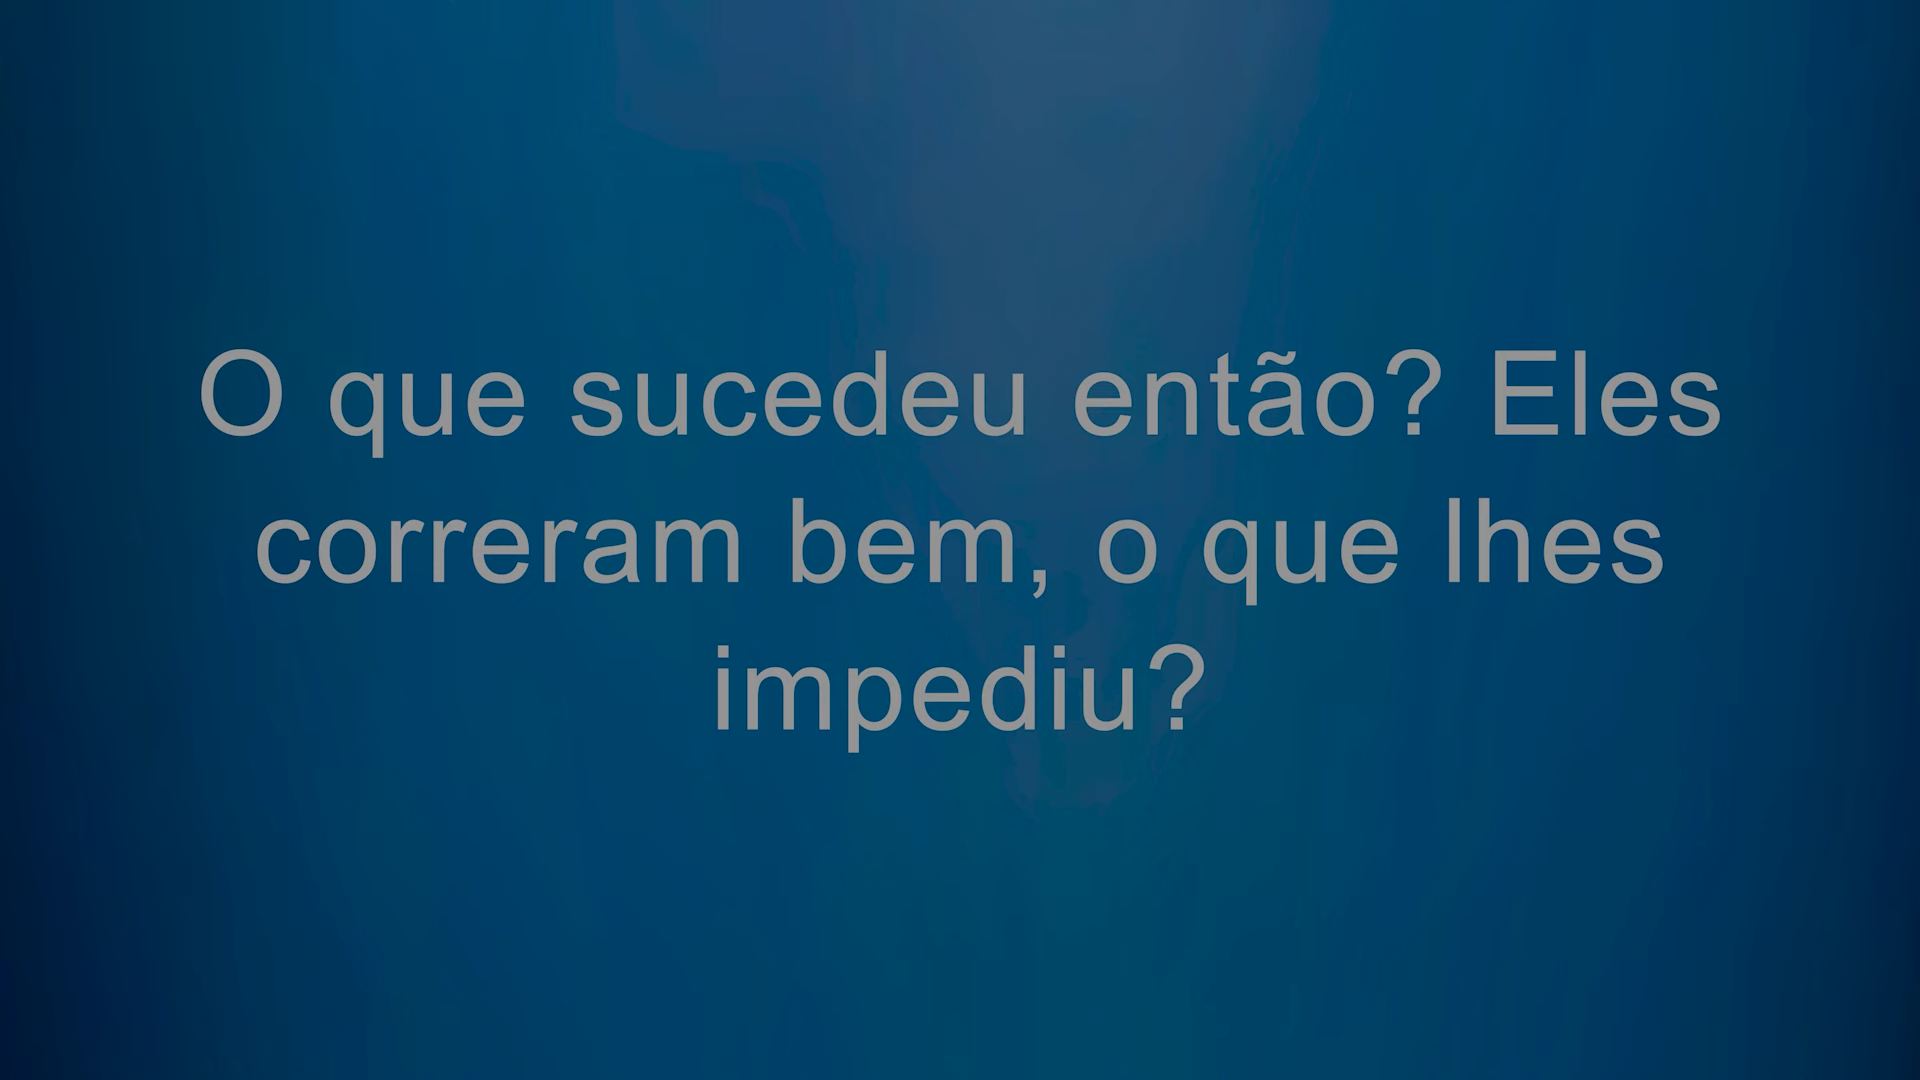 O que sucedeu então? Eles
correram bem, o que lhes
impediu?